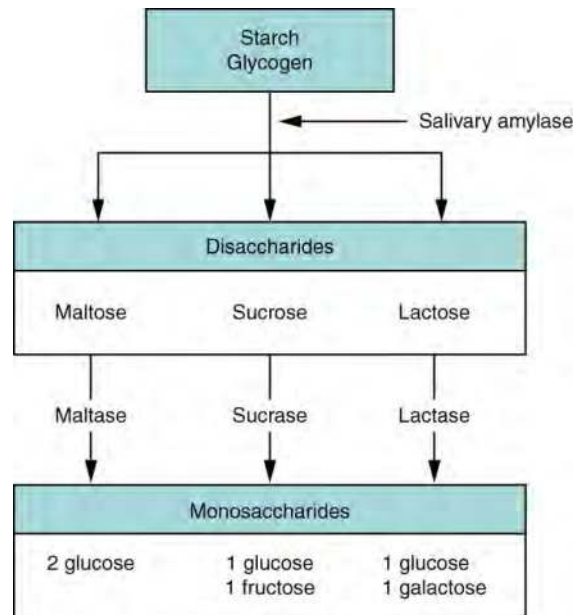 Starch
Glycogen
Salivary amylase
Disaccharides
Maltose Sucrose Lactose
Maltase Sucrase Lactase
Monosaccharides
2 glucose 1 glucose 1 glucose
1 fructose 1 galactose